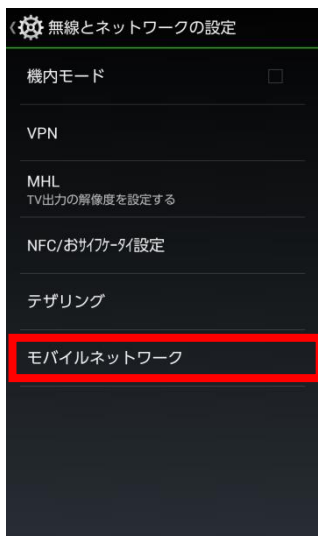 無線とネットワークの設定
機内モード
VPN
MHL
TV出力の解像度を設定する
NFC/おサイフケータイ設定
テザリング
モバイルネットワーク